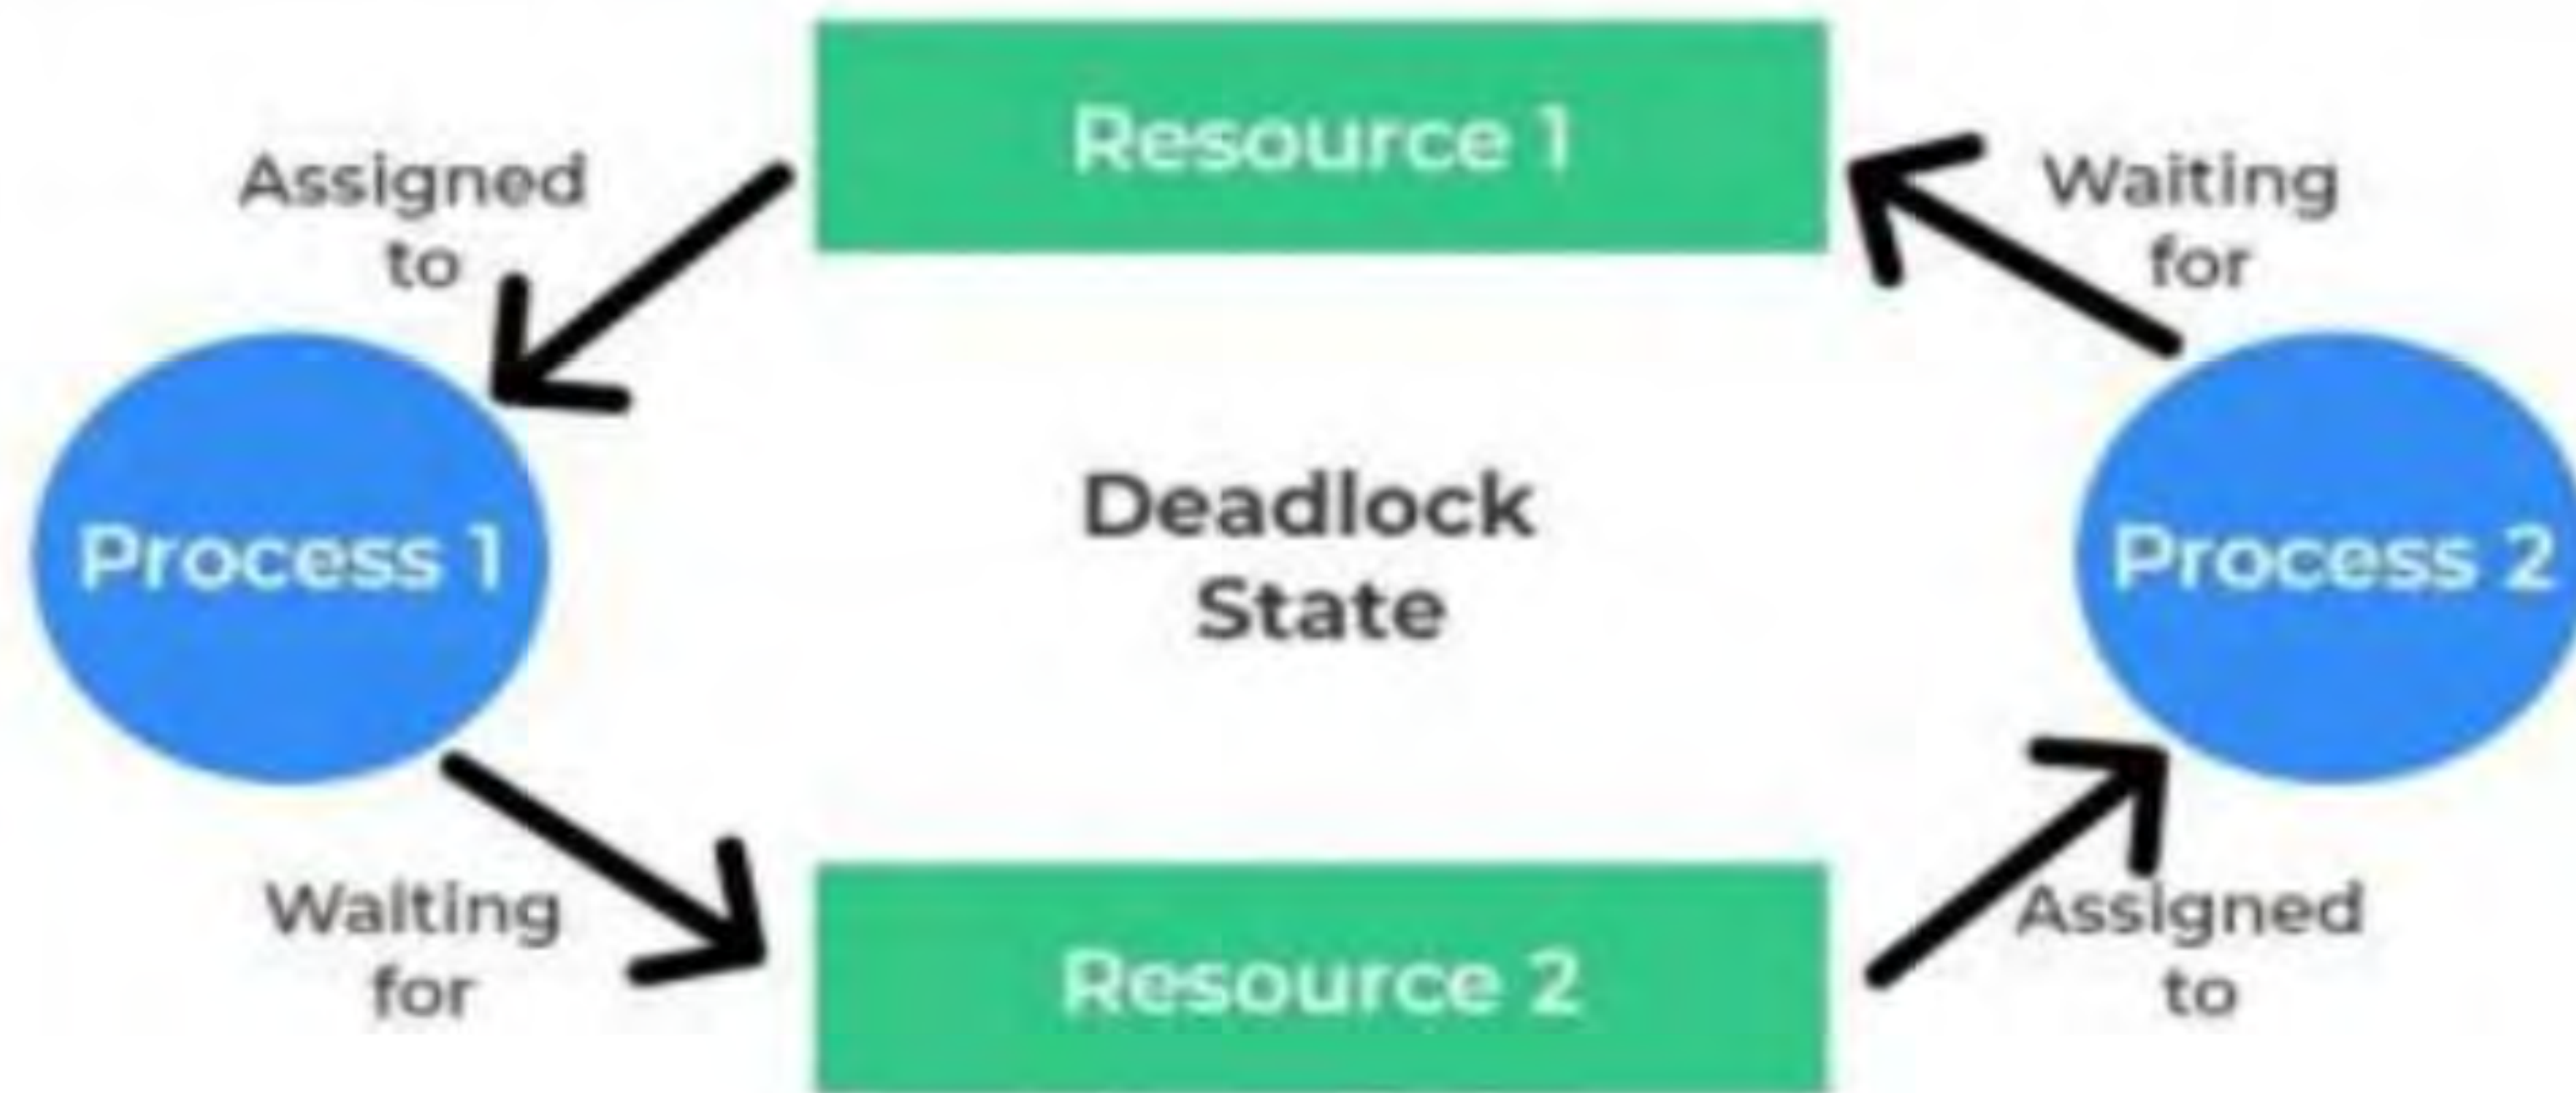 Resource 1
Assigned
to
Waiting
for
Process 1
Deadlock
State
Process 2
Waiting
for
Resource 2
Assigned
to